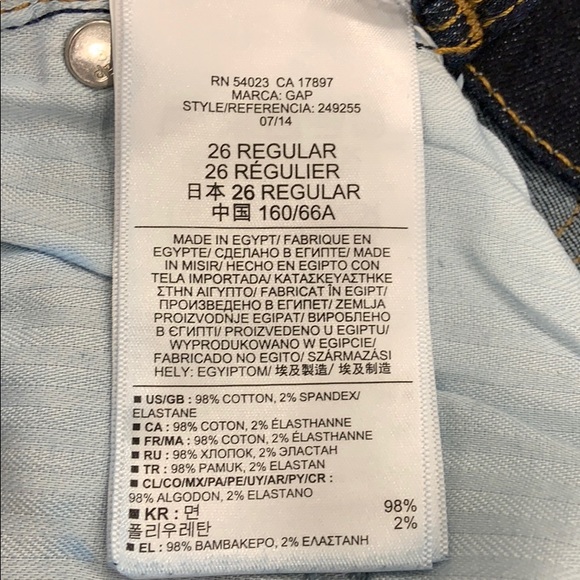 RN 54023 CA 17897
MARCA: GAP
STYLE/REFERENCIA: 249255
07/14
26 REGULAR
26 RÉGULIER
日本 26 REGULAR
中国 160/66A
MADE IN EGYPT/ FABRIQUE EN
EGYPTE/ СДЕЛАНО В ЕГИПТЕ/ MADE
IN MISIR/ HECHO EN EGIPTO CON
TELA IMPORTADA/ ΚΑΤΑΣΚΕΥΑΣΤΗΚΕ
ΣΤΗΝ ΑΙΓΥΠΤΟ/ FABRICAT ÎN EGIPT/
ПРОИЗВЕДЕНО В ЕГИПЕТ/ ZEMLJA
PROIZVODNJE EGIPAT/ ВИРОБЛЕНО
В ЄГИПТІ/ PROIZVEDENO U EGIPTU/
WYPRODUKOWANO W EGIPCIE/
FABRICADO NO EGITO/ SZÁRMAZÁSI
HELY: EGYIPTOM/ 埃及製造/ 埃及制造
■ US/GB : 98% COTTON, 2% SPANDEX/
ELASTANE
■ CA : 98% COTON, 2% ÉLASTHANNE
■ FR/MA : 98% COTON, 2% ÉLASTHANNE
■ RU : 98% ХЛОПОК, 2% ЭЛАСТАН
■ TR : 98% PAMUK, 2% ELASTAN
■ CL/CO/MX/PA/PE/UY/AR/PY/CR :
98% ALGODON, 2% ELASTANO
■ KR : 면 98%
폴리우레탄 2%
■ EL : 98% ΒΑΜΒΑΚΕΡΟ, 2% ΕΛΑΣΤΑΝΗ